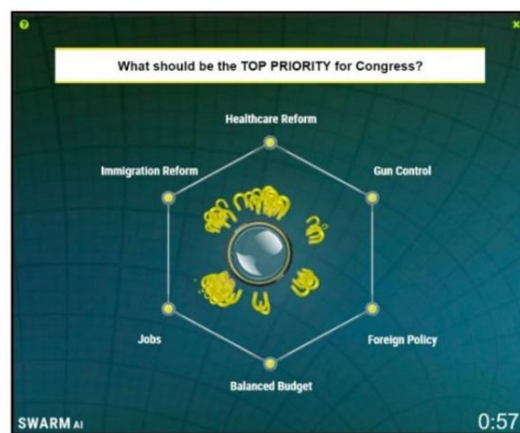 What should be the TOP PRIORITY for Congress?
Healthcare Reform
Immigration Reform
Gun Control
Jobs
Foreign Policy
Balanced Budget
SWARM AI
0:57